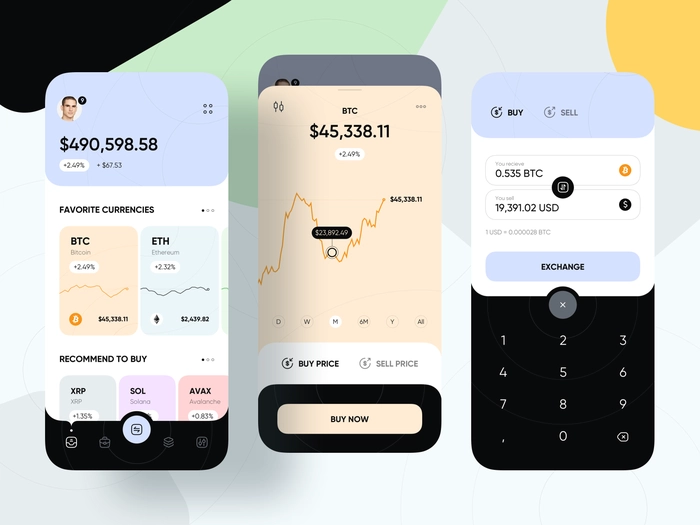 9
$490,598.58
+2.49% + $67.53
FAVORITE CURRENCIES
BTC
Bitcoin
+2.49%
$45,338.11
ETH
Ethereum
+2.32%
$2,439.82
RECOMMEND TO BUY
XRP
XRP
+1.35%
SOL
Solana
%
AVAX
Avalanche
+0.83%
BTC
$45,338.11
+2.49%
$45,338.11
$23,892.49
D W M 6M Y All
BUY PRICE SELL PRICE
BUY NOW
BUY SELL
You recieve
0.535 BTC
You sell
19,391.02 USD
1 USD = 0.000028 BTC
EXCHANGE
1 2 3
4 5 6
7 8 9
, 0